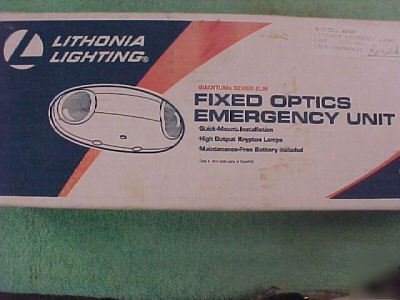 LITHONIA
LIGHTING®
QUANTUM® SERIES ELM
FIXED OPTICS
EMERGENCY UNIT
•Quick-Mount Installation
•High Output Krypton Lamps
•Maintenance-Free Battery Included